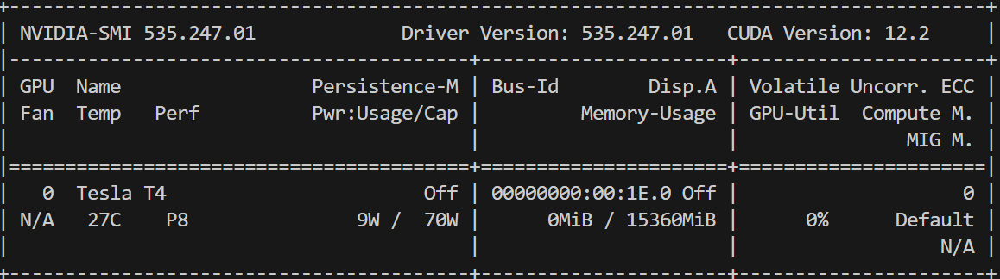 +---------------------------------------------------------------------------------------+
| NVIDIA-SMI 535.247.01             Driver Version: 535.247.01   CUDA Version: 12.2     |
|-----------------------------------------+----------------------+----------------------+
| GPU  Name                 Persistence-M | Bus-Id        Disp.A | Volatile Uncorr. ECC |
| Fan  Temp   Perf          Pwr:Usage/Cap |         Memory-Usage | GPU-Util  Compute M. |
|                                         |                      |               MIG M. |
|=========================================+======================+======================|
|   0  Tesla T4                       Off | 00000000:00:1E.0 Off |                    0 |
| N/A   27C    P8               9W /  70W |      0MiB / 15360MiB |      0%      Default |
|                                         |                      |                  N/A |
+-----------------------------------------+----------------------+----------------------+